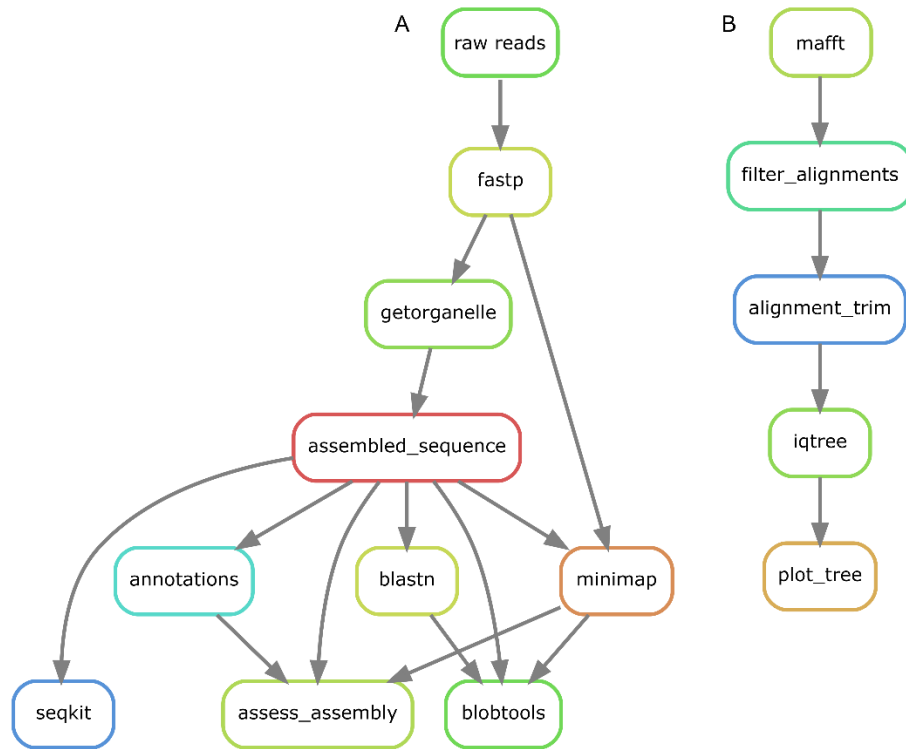 A
raw reads
fastp
getorganelle
assembled_sequence
annotations
blastn
minimap
seqkit
assess_assembly
blobtools
B
mafft
filter_alignments
alignment_trim
iqtree
plot_tree